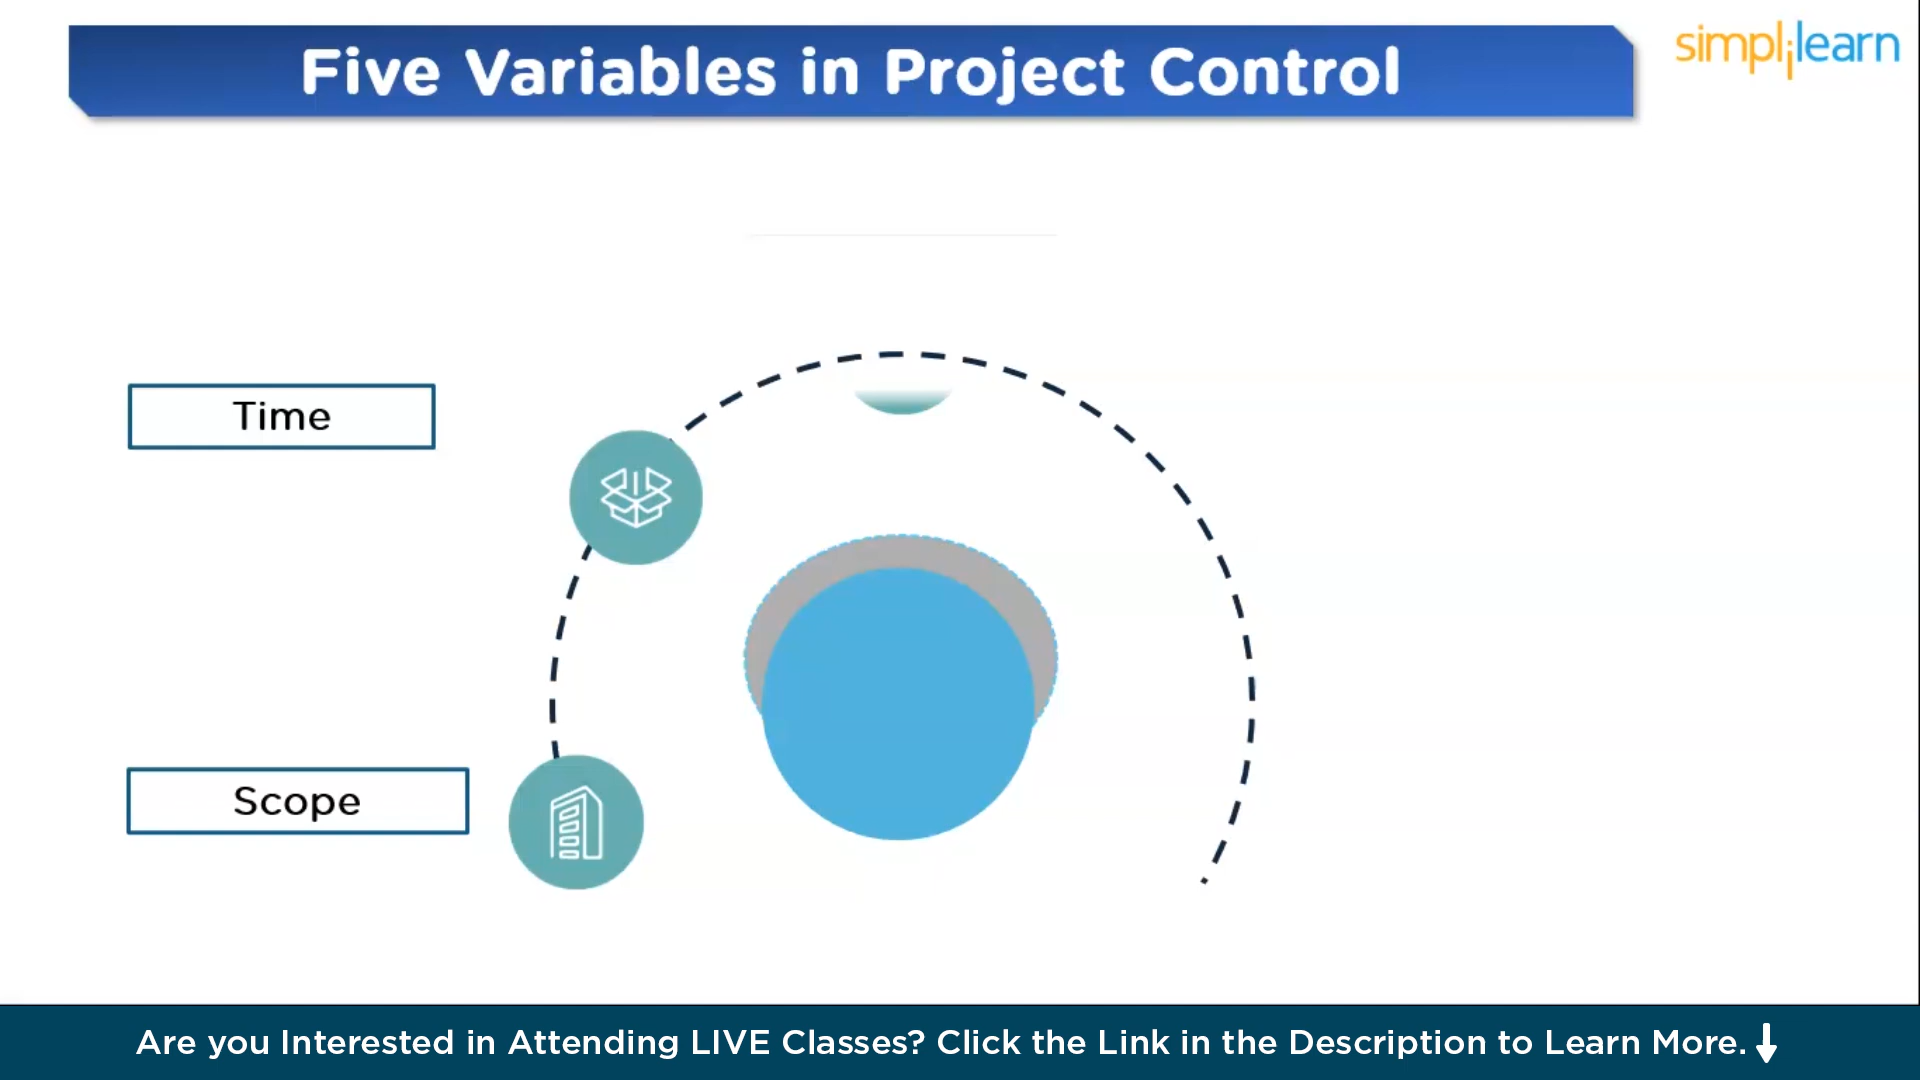 Five Variables in Project Control
simplilearn
Time
Scope
Are you Interested in Attending LIVE Classes? Click the Link in the Description to Learn More.